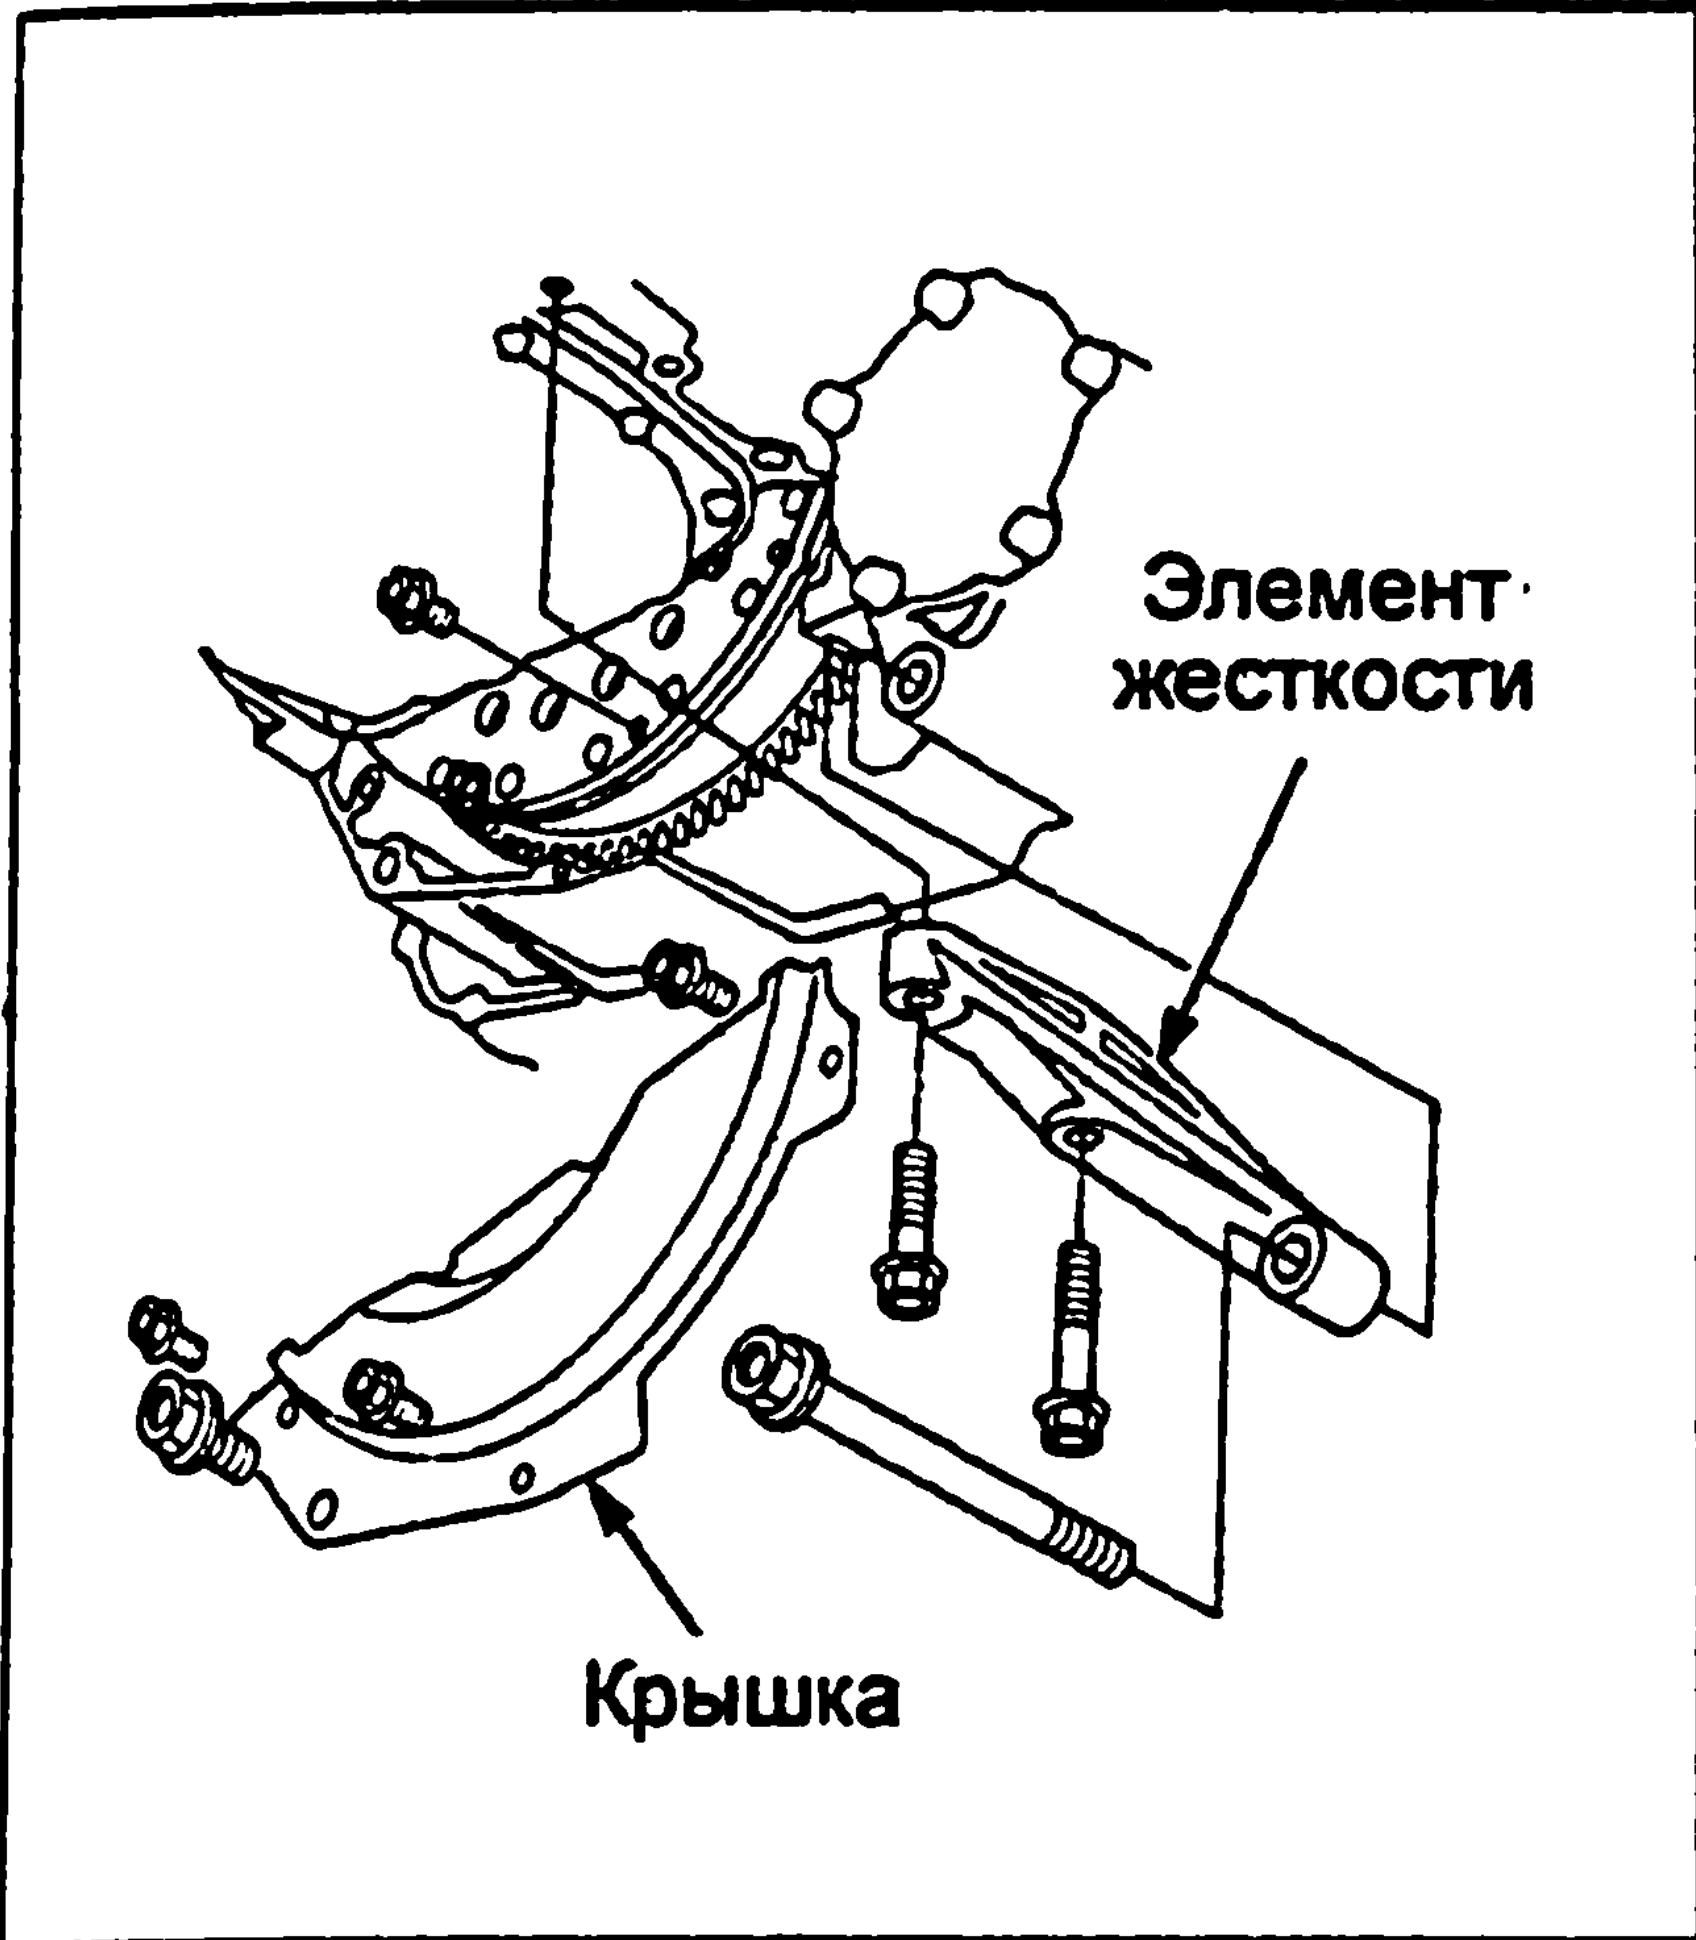 Элемент
жесткости
Крышка